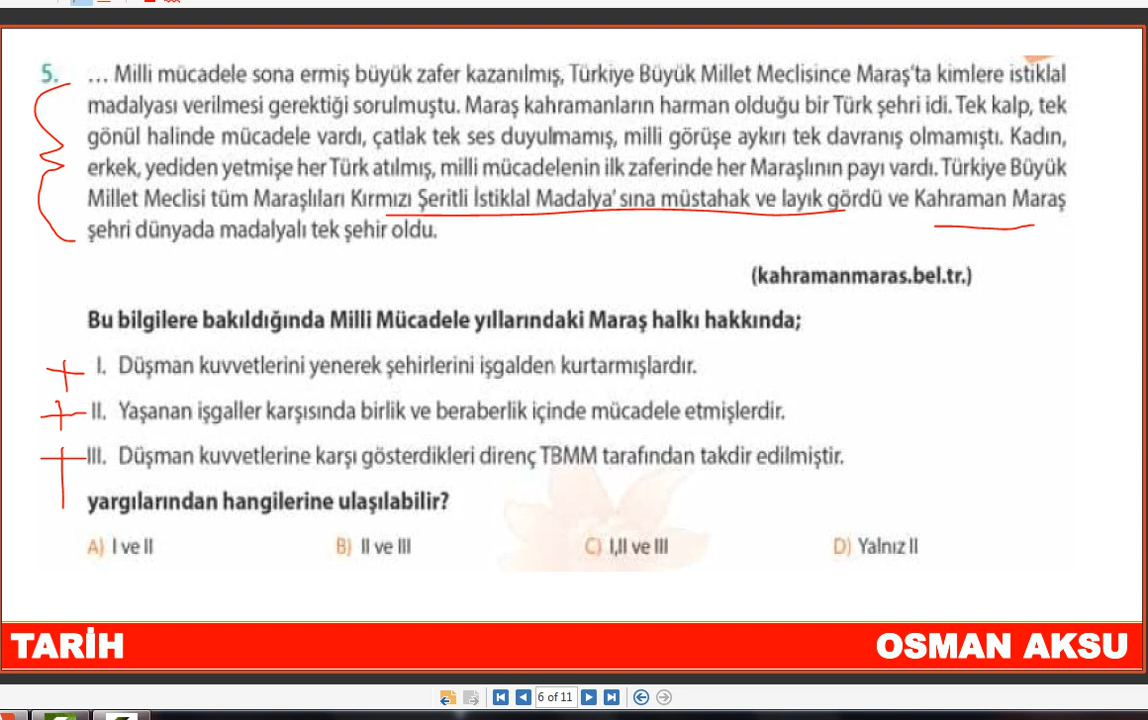 5. ... Milli mücadele sona ermiş büyük zafer kazanılmış, Türkiye Büyük Millet Meclisince Maraş'ta kimlere istiklal
madalyası verilmesi gerektiği sorulmuştu. Maraş kahramanların harman olduğu bir Türk şehri idi. Tek kalp, tek
gönül halinde mücadele vardı, çatlak tek ses duyulmamış, milli görüşe aykırı tek davranış olmamıştı. Kadın,
erkek, yediden yetmişe her Türk atılmış, milli mücadelenin ilk zaferinde her Maraşlının payı vardı. Türkiye Büyük
Millet Meclisi tüm Maraşlıları Kırmızı Şeritli İstiklal Madalya' sına müstahak ve layık gördü ve Kahraman Maraş
şehri dünyada madalyalı tek şehir oldu.
(kahramanmaras.bel.tr.)
Bu bilgilere bakıldığında Milli Mücadele yıllarındaki Maraş halkı hakkında;
I. Düşman kuvvetlerini yenerek şehirlerini işgalden kurtarmışlardır.
II. Yaşanan işgaller karşısında birlik ve beraberlik içinde mücadele etmişlerdir.
III. Düşman kuvvetlerine karşı gösterdikleri direnç TBMM tarafından takdir edilmiştir.
yargılarından hangilerine ulaşılabilir?
A) I ve II B) II ve III C) I,II ve III D) Yalnız II
TARİH OSMAN AKSU
6 of 11